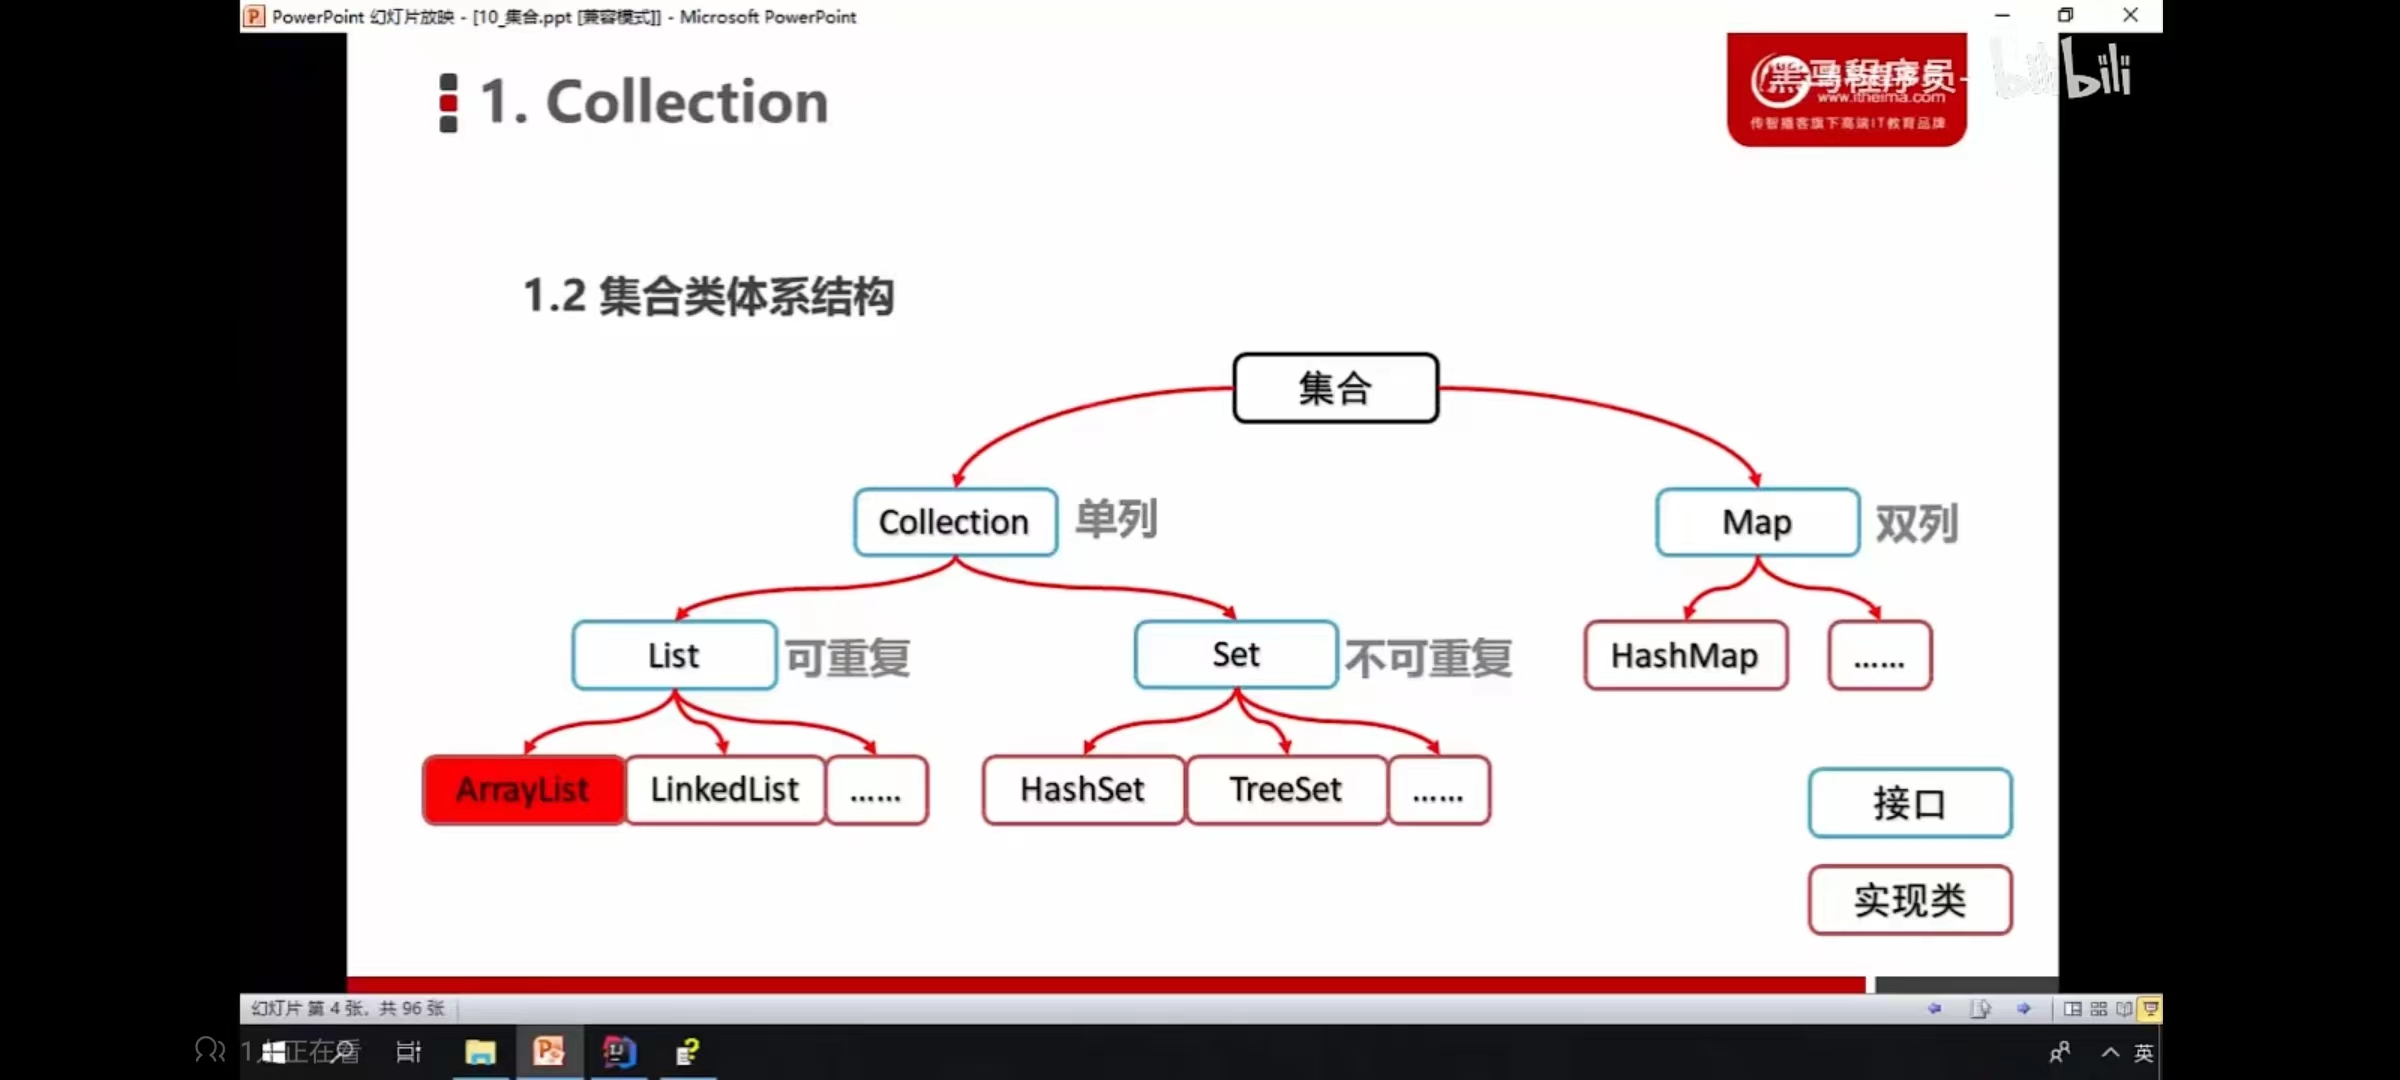 PowerPoint 幻灯片放映 - [10_集合.ppt [兼容模式]] - Microsoft PowerPoint
1. Collection
黑马程序员
bilibili
www.itheima.com
传智播客旗下高端IT教育品牌
1.2 集合类体系结构
集合
Collection 单列
Map 双列
List 可重复
Set 不可重复
HashMap
......
ArrayList
LinkedList
......
HashSet
TreeSet
......
接口
实现类
幻灯片 第 4 张，共 96 张
1人正在看
英